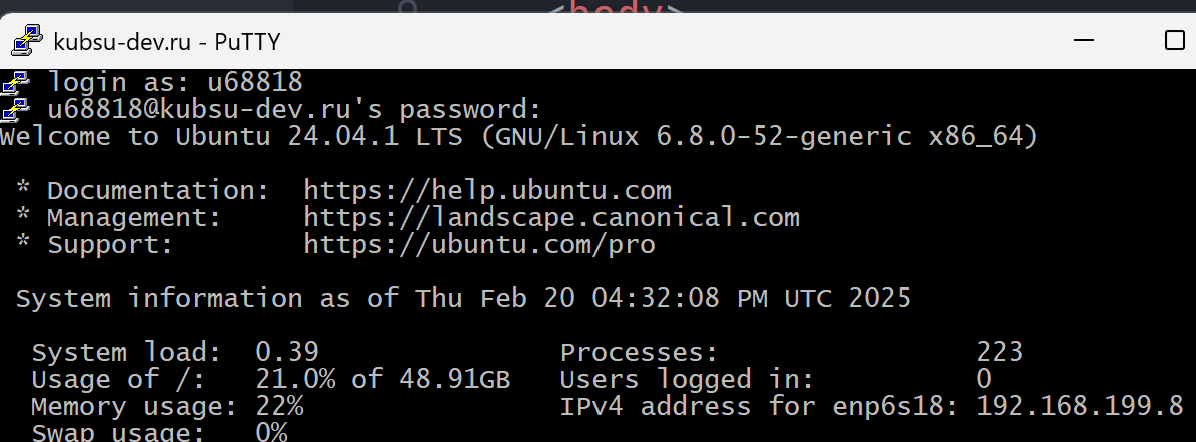 <body>
kubsu-dev.ru - PuTTY
login as: u68818
u68818@kubsu-dev.ru's password:
Welcome to Ubuntu 24.04.1 LTS (GNU/Linux 6.8.0-52-generic x86_64)
* Documentation: https://help.ubuntu.com
* Management: https://landscape.canonical.com
* Support: https://ubuntu.com/pro
System information as of Thu Feb 20 04:32:08 PM UTC 2025
System load: 0.39 Processes: 223
Usage of /: 21.0% of 48.91GB Users logged in: 0
Memory usage: 22% IPv4 address for enp6s18: 192.168.199.8
Swap usage: 0%